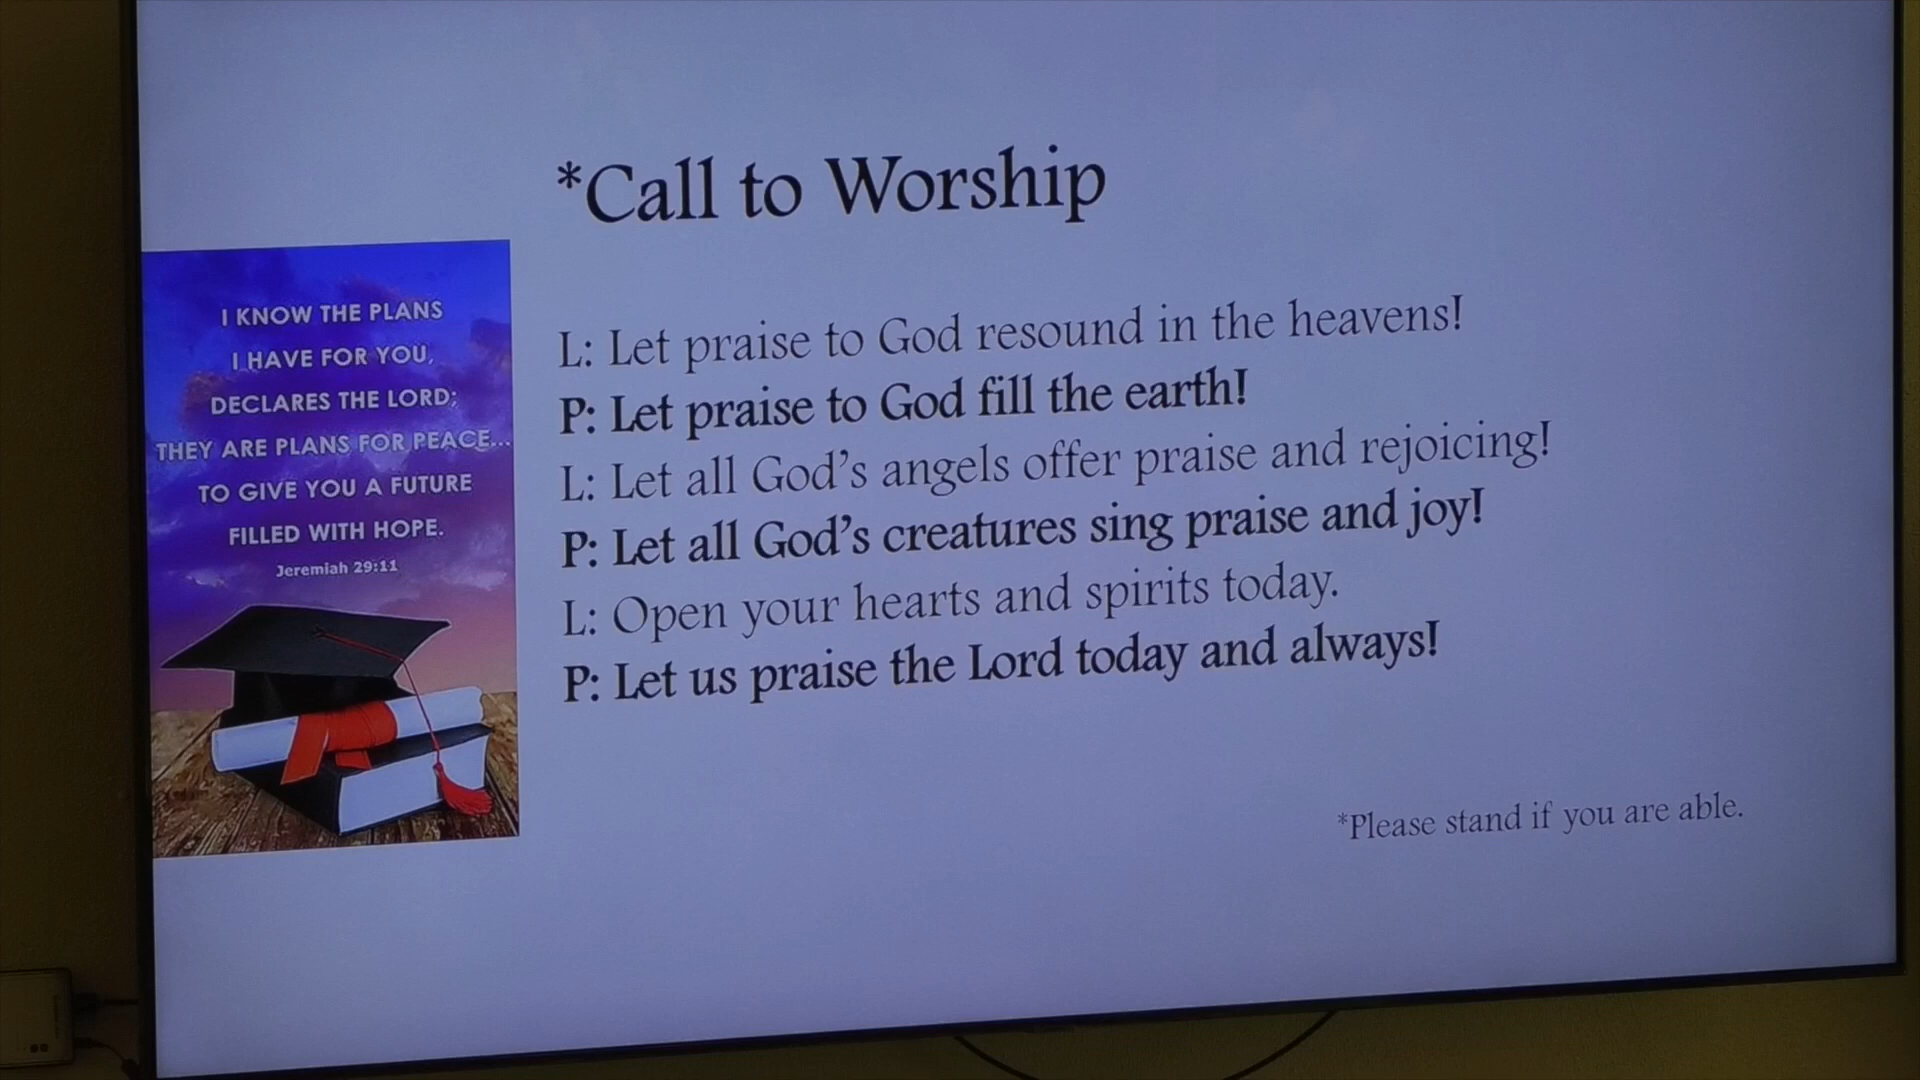 *Call to Worship
I KNOW THE PLANS
I HAVE FOR YOU,
DECLARES THE LORD;
THEY ARE PLANS FOR PEACE...
TO GIVE YOU A FUTURE
FILLED WITH HOPE.
Jeremiah 29:11
L: Let praise to God resound in the heavens!
P: Let praise to God fill the earth!
L: Let all God's angels offer praise and rejoicing!
P: Let all God's creatures sing praise and joy!
L: Open your hearts and spirits today.
P: Let us praise the Lord today and always!
*Please stand if you are able.